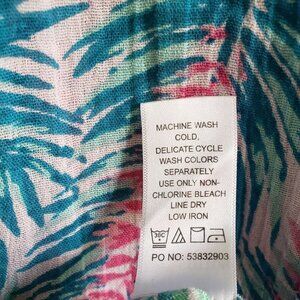 MACHINE WASH
COLD,
DELICATE CYCLE
WASH COLORS
SEPARATELY
USE ONLY NON-
CHLORINE BLEACH
LINE DRY
LOW IRON
30C
PO NO: 53832903